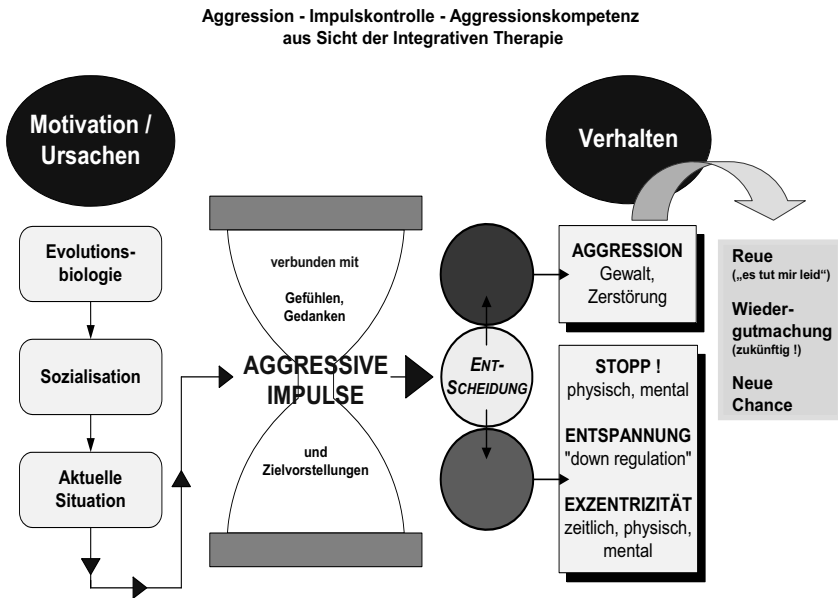 Aggression - Impulskontrolle - Aggressionskompetenz
aus Sicht der Integrativen Therapie
Motivation /
Ursachen
Evolutions-
biologie
Sozialisation
Aktuelle
Situation
verbunden mit
Gefühlen,
Gedanken
AGGRESSIVE
IMPULSE
und
Zielvorstellungen
ENT-
SCHEIDUNG
Verhalten
AGGRESSION
Gewalt,
Zerstörung
STOPP !
physisch, mental
ENTSPANNUNG
"down regulation"
EXZENTRIZITÄT
zeitlich, physisch,
mental
Reue
(„es tut mir leid“)
Wieder-
gutmachung
(zukünftig !)
Neue
Chance